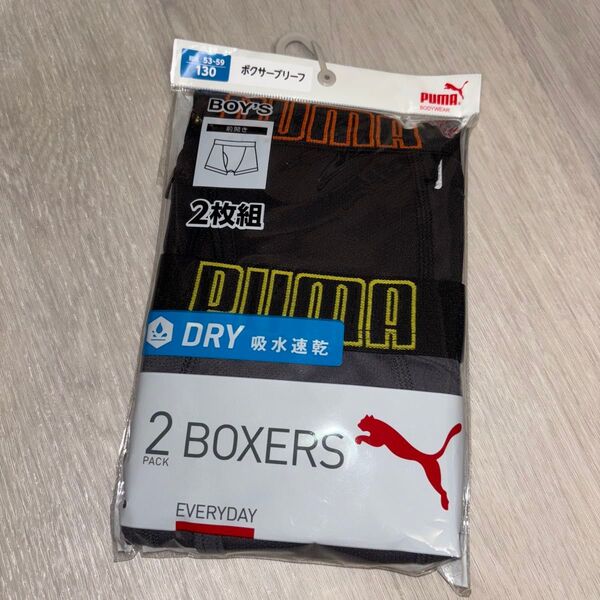 53-59
130
ボクサーブリーフ
PUMA
BODYWEAR
BOY'S
PUMA
前開き
2枚組
PUMA
DRY 吸水速乾
2 BOXERS
PACK
EVERYDAY